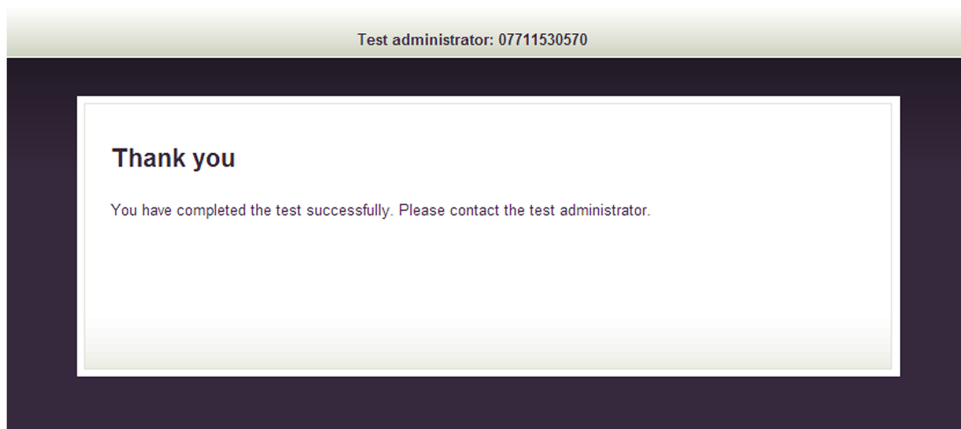 Test administrator: 07711530570
Thank you
You have completed the test successfully. Please contact the test administrator.